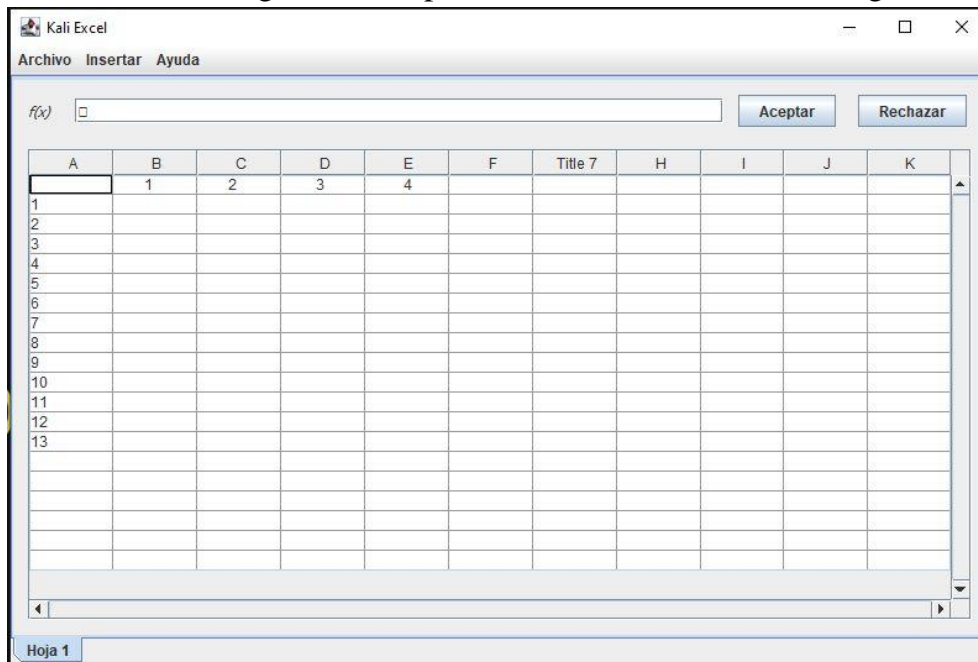 Kali Excel
Archivo Insertar Ayuda
f(x) Aceptar Rechazar
A B C D E F Title 7 H I J K
1 2 3 4
1
2
3
4
5
6
7
8
9
10
11
12
13
Hoja 1